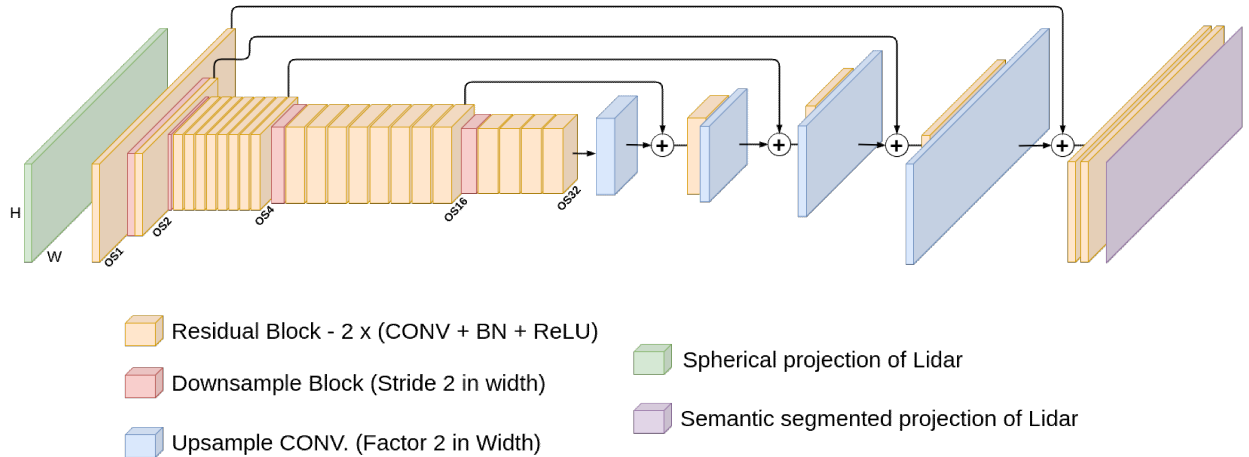 H
W
OS1
OS2
OS4
OS16
OS32
+
+
+
+
Residual Block - 2 x (CONV + BN + ReLU)
Downsample Block (Stride 2 in width)
Upsample CONV. (Factor 2 in Width)
Spherical projection of Lidar
Semantic segmented projection of Lidar